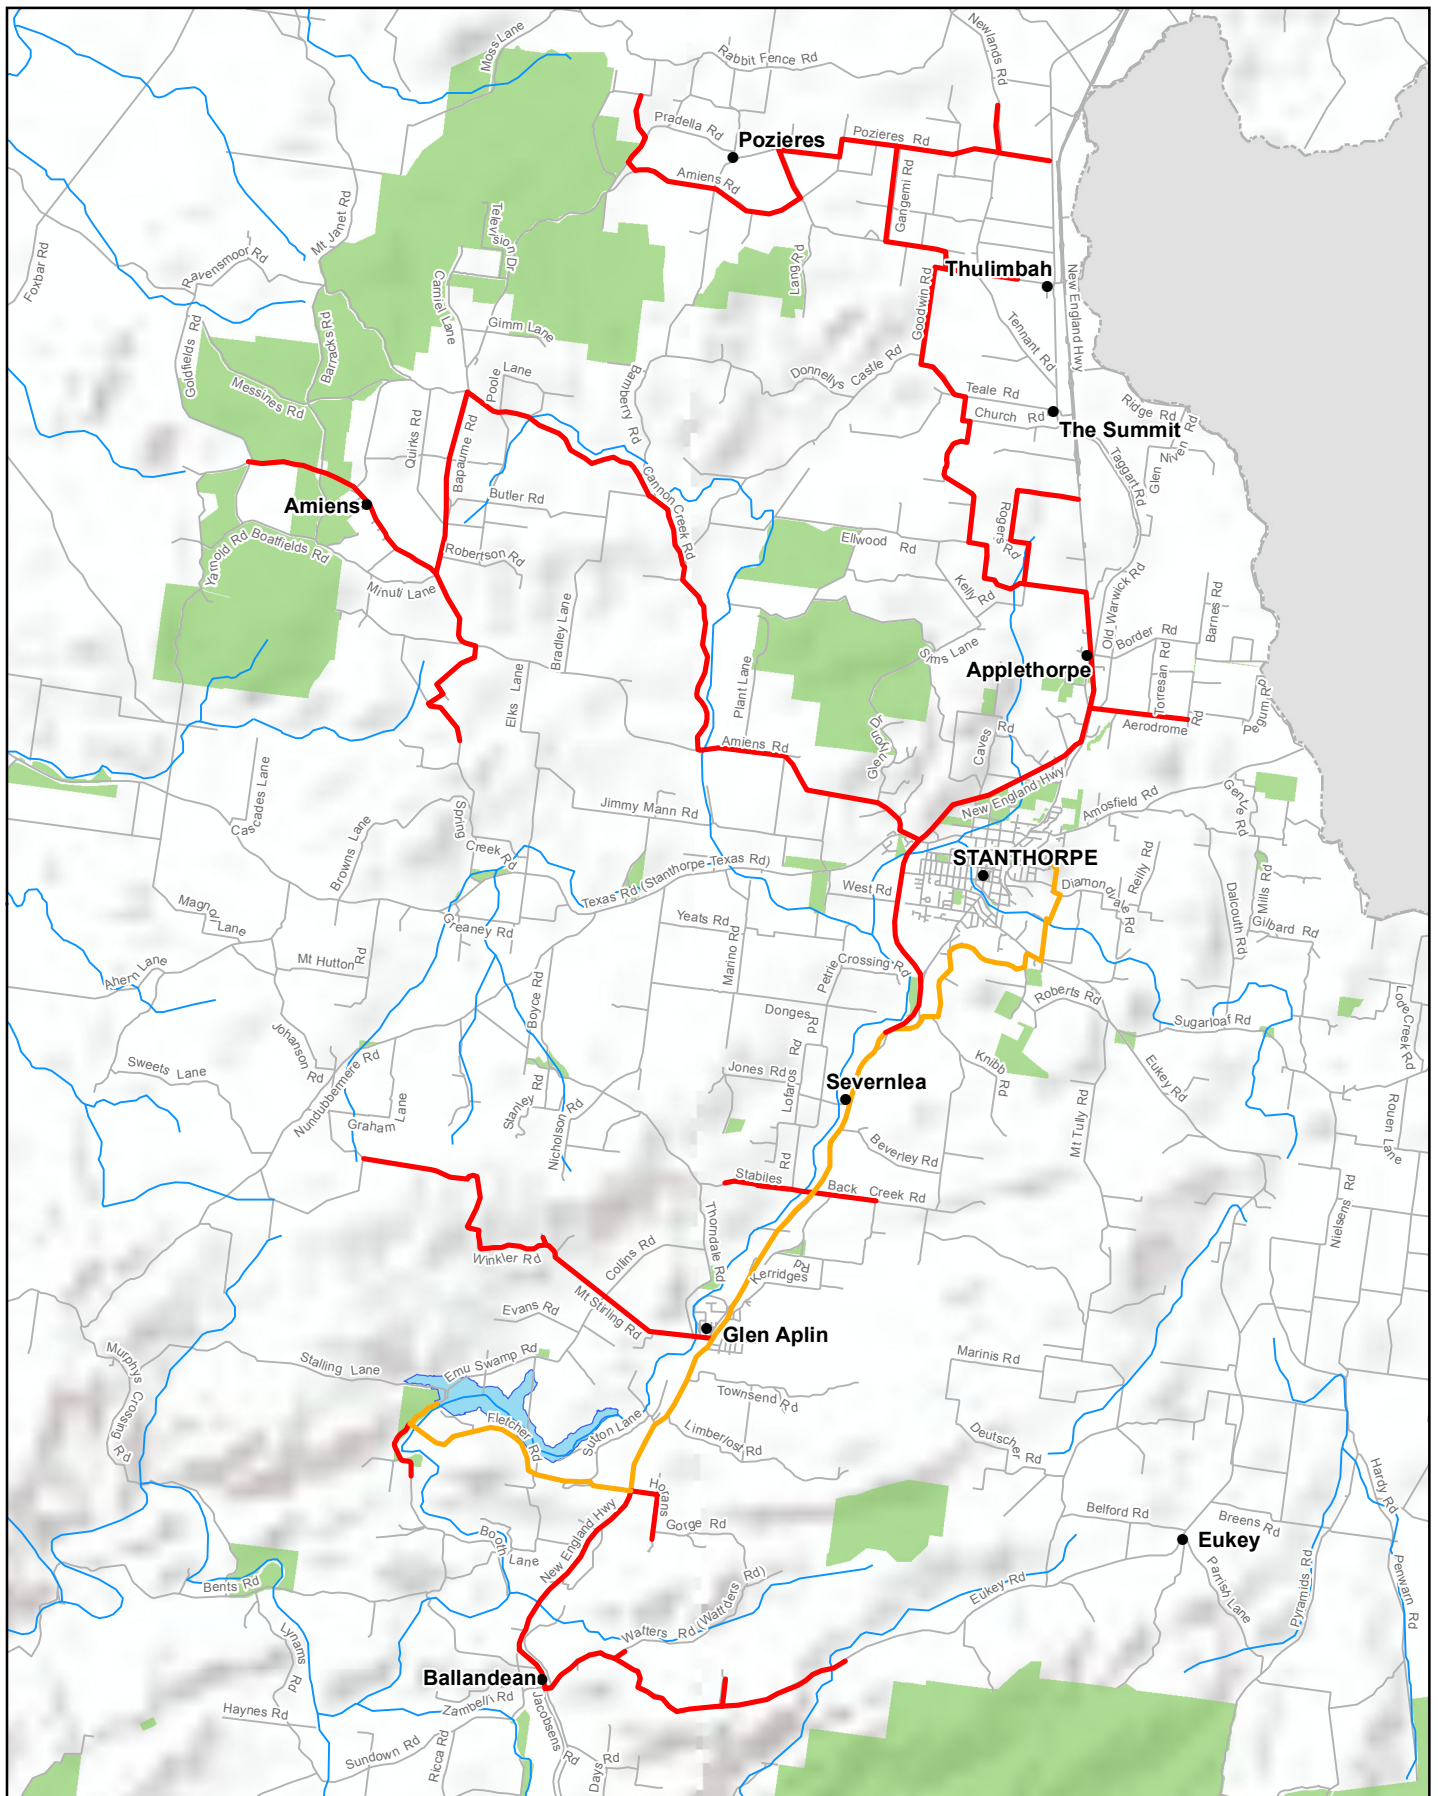 Newlands Rd
Moss Lane
Rabbit Fence Rd
Pradella Rd
Pozieres
Pozieres Rd
Amiens Rd
Gangemi Rd
Television Dr
Mt Janet Rd
Ravensmoor Rd
Foxbar Rd
Lang Rd
Thulimbah
New England Hwy
Carniel Lane
Goodwin Rd
Gimm Lane
Tennant Rd
Barracks Rd
Goldfields Rd
Messines Rd
Poole Lane
Bamberry Rd
Donnellys Castle Rd
Teale Rd
Church Rd
The Summit
Ridge Rd
Glen Niven Rd
Taggart Rd
Quirks Rd
Bapaume Rd
Butler Rd
Cannon Creek Rd
Amiens
Rogers Rd
Ellwood Rd
Yarnold Rd
Boatfields Rd
Robertson Rd
Minuti Lane
Kelly Rd
Old Warwick Rd
Barnes Rd
Border Rd
Bradley Lane
Sims Lane
Applethorpe
Plant Lane
Elks Lane
Torresan Rd
Pegum Rd
Aerodrome Rd
Caves Rd
Glenlyon Dr
Amiens Rd
New England Hwy
Amosfield Rd
Cascades Lane
Jimmy Mann Rd
Spring Creek Rd
Browns Lane
Texas Rd (Stanthorpe Texas Rd)
STANTHORPE
West Rd
Diamondvale Rd
Reilly Rd
Dalcouth Rd
Mills Rd
Gilbard Rd
Yeats Rd
Greaney Rd
Marino Rd
Mt Hutton Rd
Ahern Lane
Petrie Crossing Rd
Boyce Rd
Donges Rd
Roberts Rd
Sugarloaf Rd
Lode Creek Rd
Johanson Rd
Sweets Lane
Nundubbermere Rd
Jones Rd
Lofaros Rd
Severnlea
Knibb Rd
Eukey Rd
Mt Tully Rd
Rouen Lane
Graham Lane
Stanley Rd
Nicholson Rd
Beverley Rd
Stabiles Rd
Back Creek Rd
Nielsens Rd
Thorndale Rd
Winkler Rd
Collins Rd
Kerridges Rd
Mt Stirling Rd
Evans Rd
Glen Aplin
Murphys Crossing Rd
Stalling Lane
Emu Swamp Rd
Marinis Rd
Townsend Rd
Fletcher Rd
Sutton Lane
Limberlost Rd
Deutscher Rd
Hardy Rd
Horans Gorge Rd
New England Hwy
Belford Rd
Breens Rd
Eukey
Booth Lane
Bents Rd
Eukey Rd
Parrish Lane
Pyramids Rd
Penwarn Rd
Watters Rd (Watders Rd)
Lynams Rd
Ballandean
Zambelli Rd
Haynes Rd
Jacobsens Rd
Sundown Rd
Ricca Rd
Days Rd